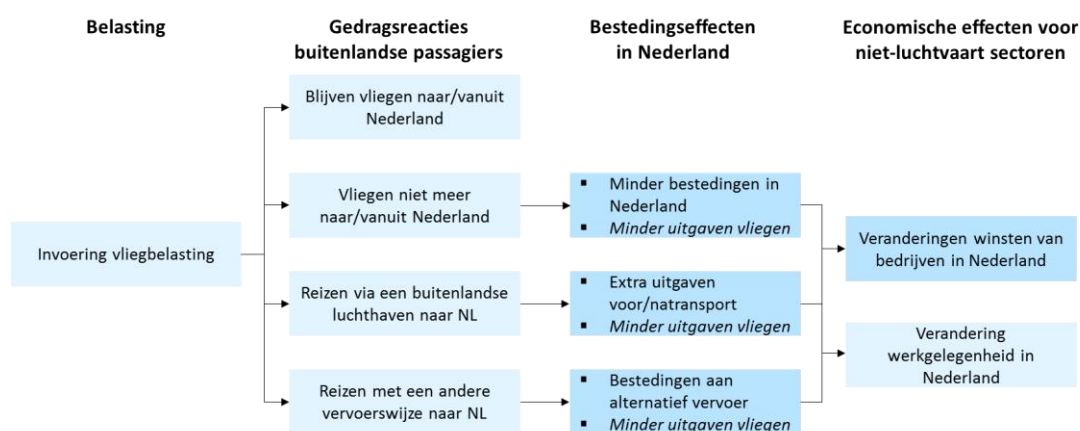 Belasting
Gedragsreacties
buitenlandse passagiers
Bestedingseffecten
in Nederland
Economische effecten voor
niet-luchtvaart sectoren
Blijven vliegen naar/vanuit
Nederland
Vliegen niet meer
naar/vanuit Nederland
▪ Minder bestedingen in
Nederland
▪ Minder uitgaven vliegen
Invoering vliegbelasting
Veranderingen winsten van
bedrijven in Nederland
Reizen via een buitenlandse
luchthaven naar NL
▪ Extra uitgaven
voor/natransport
▪ Minder uitgaven vliegen
Verandering
werkgelegenheid in
Nederland
Reizen met een andere
vervoerswijze naar NL
▪ Bestedingen aan
alternatief vervoer
▪ Minder uitgaven vliegen